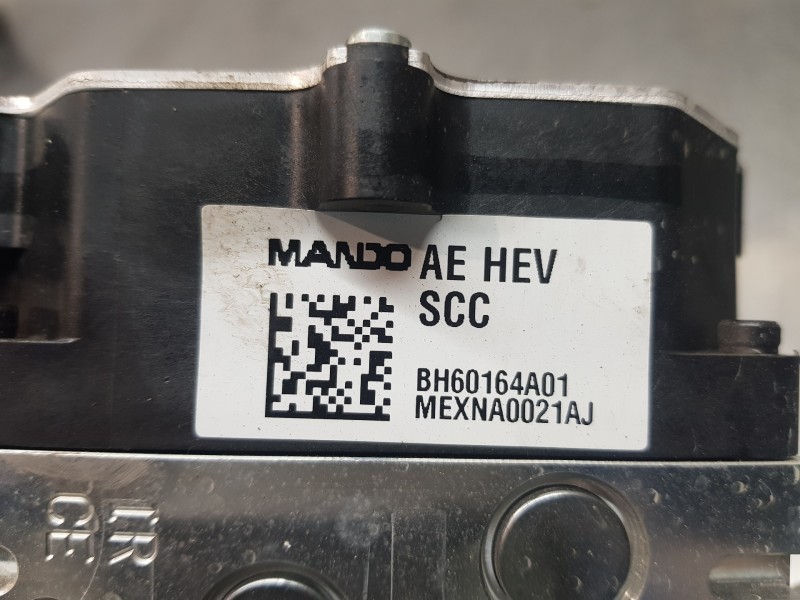 MANDO AE HEV
SCC
BH60164A01
MEXNA0021AJ